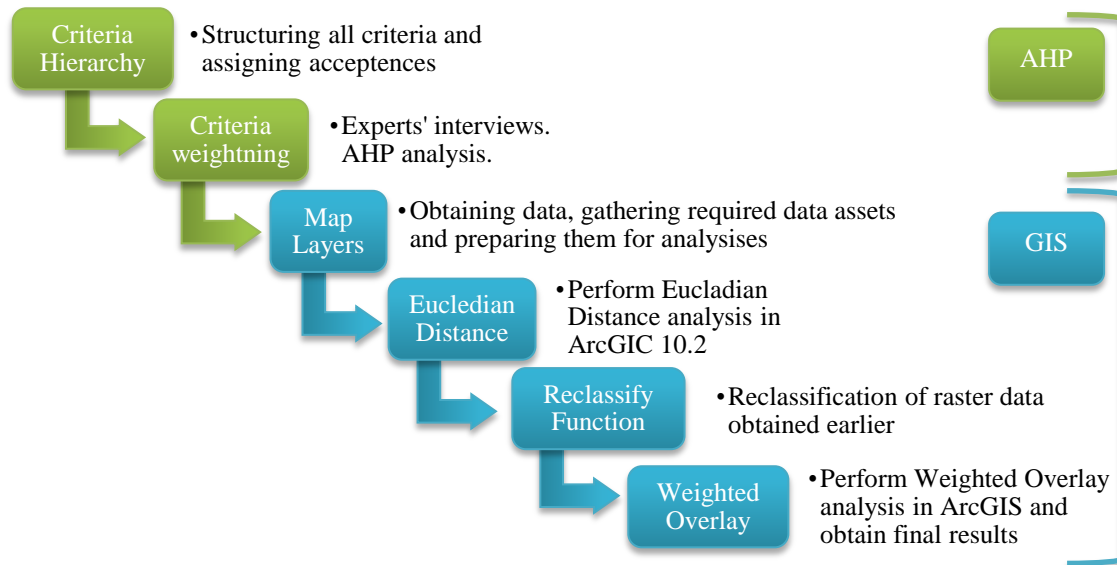 Criteria
Hierarchy
•Structuring all criteria and
assigning acceptences
AHP
Criteria
weightning
•Experts' interviews.
AHP analysis.
Map
Layers
•Obtaining data, gathering required data assets
and preparing them for analysises
GIS
Eucledian
Distance
•Perform Eucladian
Distance analysis in
ArcGIC 10.2
Reclassify
Function
•Reclassification of raster data
obtained earlier
Weighted
Overlay
•Perform Weighted Overlay
analysis in ArcGIS and
obtain final results